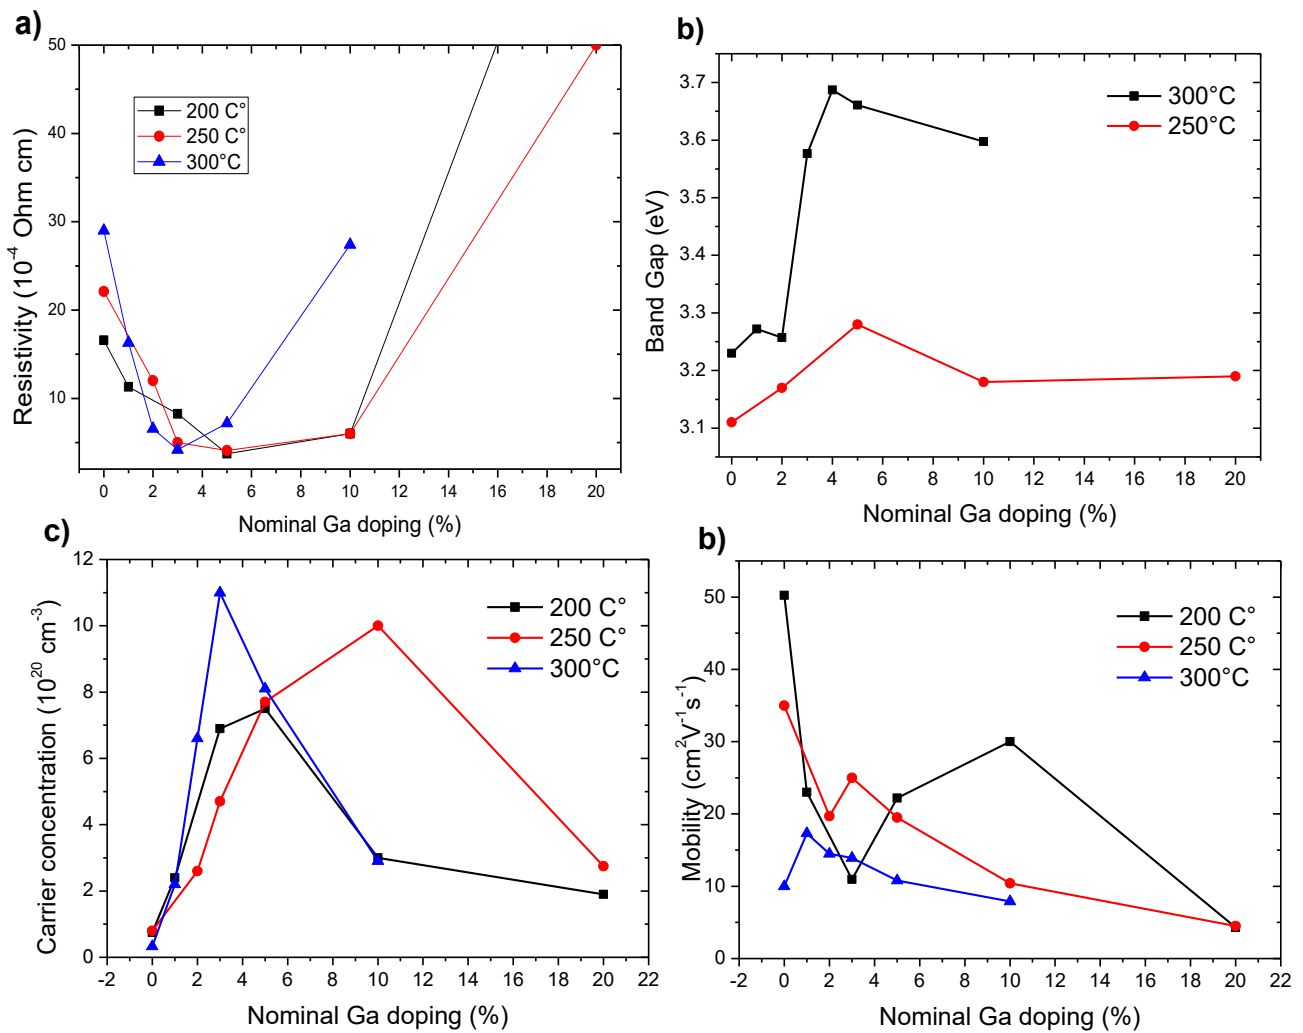 a)
50
40
30
20
10
200 C°
250 C°
300°C
Resistivity (10⁻⁴ Ohm cm)
0 2 4 6 8 10 12 14 16 18 20
Nominal Ga doping (%)
b)
3.7
3.6
3.5
3.4
3.3
3.2
3.1
300°C
250°C
Band Gap (eV)
0 2 4 6 8 10 12 14 16 18 20
Nominal Ga doping (%)
c)
12
10
8
6
4
2
0
200 C°
250 C°
300°C
Carrier concentration (10²⁰ cm⁻³)
-2 0 2 4 6 8 10 12 14 16 18 20 22
Nominal Ga doping (%)
b)
50
40
30
20
10
0
200 C°
250 C°
300°C
Mobility (cm²V⁻¹s⁻¹)
-2 0 2 4 6 8 10 12 14 16 18 20 22
Nominal Ga doping (%)